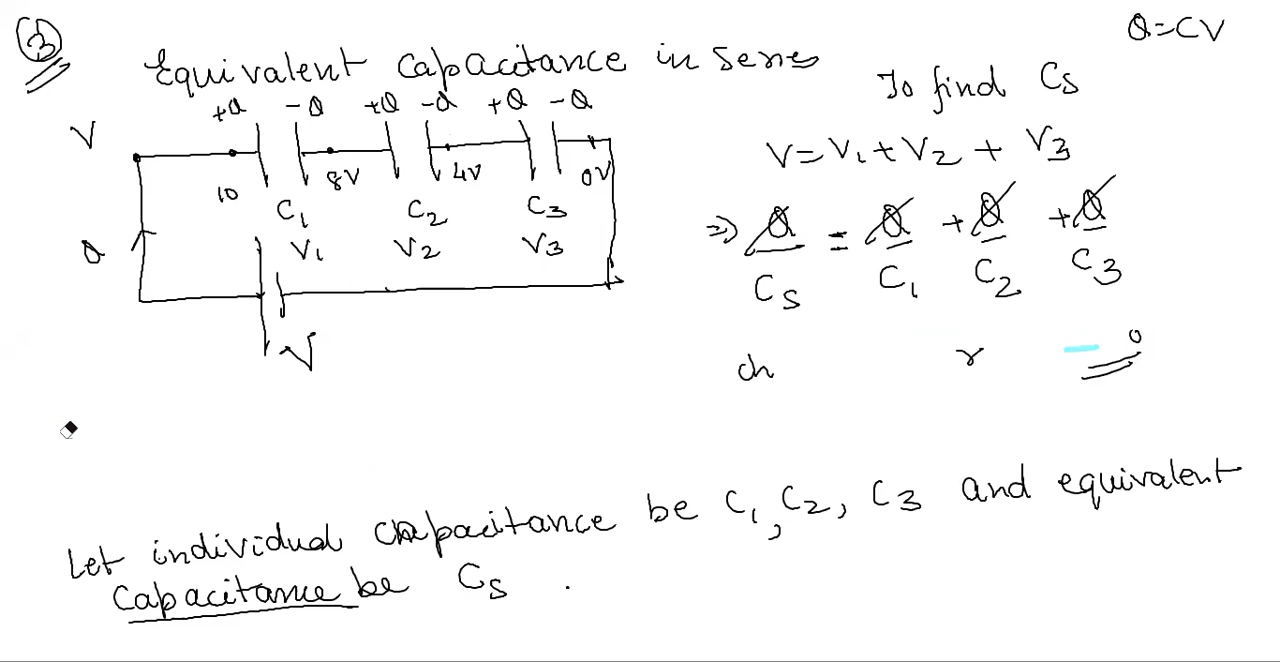 3
Q=CV
Equivalent Capacitance in series
To find Cs
+Q -Q +Q -Q +Q -Q
V
V=V₁+V₂+V₃
10 8V 4V 0V
C₁ C₂ C₃
⇒ Q/Cs = Q/C₁ + Q/C₂ + Q/C₃
V₁ V₂ V₃
Q
V
ch r 0
Let individual capacitance be C₁, C₂, C₃ and equivalent
Capacitance be Cs .